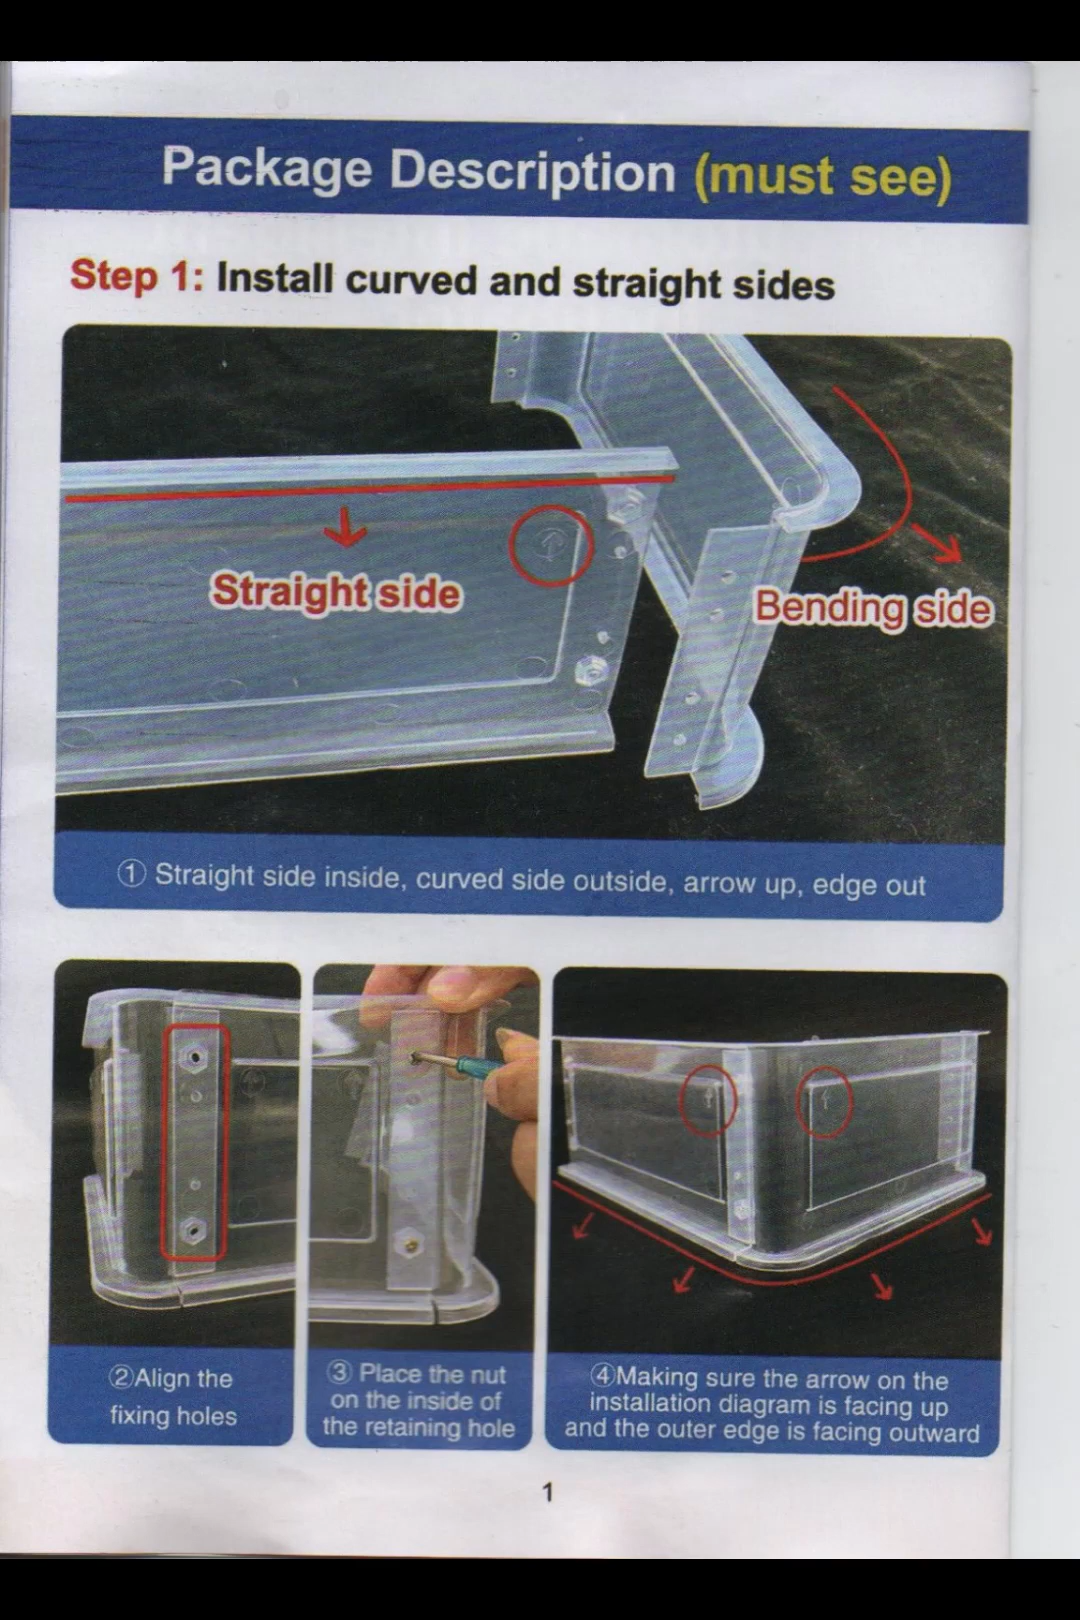 Package Description (must see)
Step 1: Install curved and straight sides
Straight side
Bending side
① Straight side inside, curved side outside, arrow up, edge out
②Align the
fixing holes
③ Place the nut
on the inside of
the retaining hole
④Making sure the arrow on the
installation diagram is facing up
and the outer edge is facing outward
1